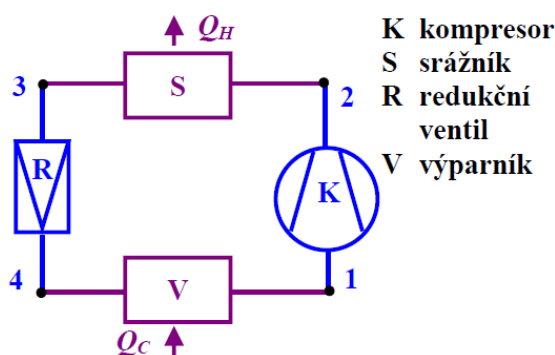 Q_H
K kompresor
S srážník
R redukční
ventil
V výparník
3
S
2
R
K
4
V
1
Q_C